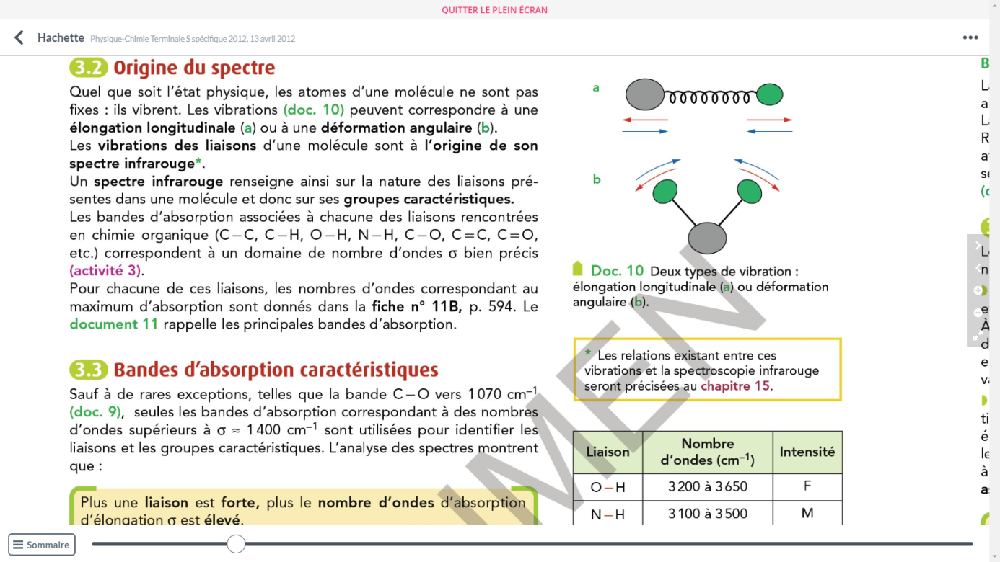 QUITTER LE PLEIN ÉCRAN
Hachette Physique-Chimie Terminale S spécifique 2012, 13 avril 2012
3.2 Origine du spectre
Quel que soit l'état physique, les atomes d'une molécule ne sont pas
fixes : ils vibrent. Les vibrations (doc. 10) peuvent correspondre à une
élongation longitudinale (a) ou à une déformation angulaire (b).
Les vibrations des liaisons d'une molécule sont à l'origine de son
spectre infrarouge*.
Un spectre infrarouge renseigne ainsi sur la nature des liaisons pré-
sentes dans une molécule et donc sur ses groupes caractéristiques.
Les bandes d'absorption associées à chacune des liaisons rencontrées
en chimie organique (C–C, C–H, O–H, N–H, C–O, C=C, C=O,
etc.) correspondent à un domaine de nombre d'ondes σ bien précis
(activité 3).
Pour chacune de ces liaisons, les nombres d'ondes correspondant au
maximum d'absorption sont donnés dans la fiche n° 11B, p. 594. Le
document 11 rappelle les principales bandes d'absorption.
3.3 Bandes d'absorption caractéristiques
Sauf à de rares exceptions, telles que la bande C–O vers 1 070 cm⁻¹
(doc. 9), seules les bandes d'absorption correspondant à des nombres
d'ondes supérieurs à σ ≈ 1 400 cm⁻¹ sont utilisées pour identifier les
liaisons et les groupes caractéristiques. L'analyse des spectres montrent
que :
Plus une liaison est forte, plus le nombre d'ondes d'absorption
d'élongation σ est élevé.
a
b
Doc. 10 Deux types de vibration :
élongation longitudinale (a) ou déformation
angulaire (b).
* Les relations existant entre ces
vibrations et la spectroscopie infrarouge
seront précisées au chapitre 15.
Liaison Nombre d'ondes (cm⁻¹) Intensité
O–H 3 200 à 3 650 F
N–H 3 100 à 3 500 M
IMEN
Sommaire